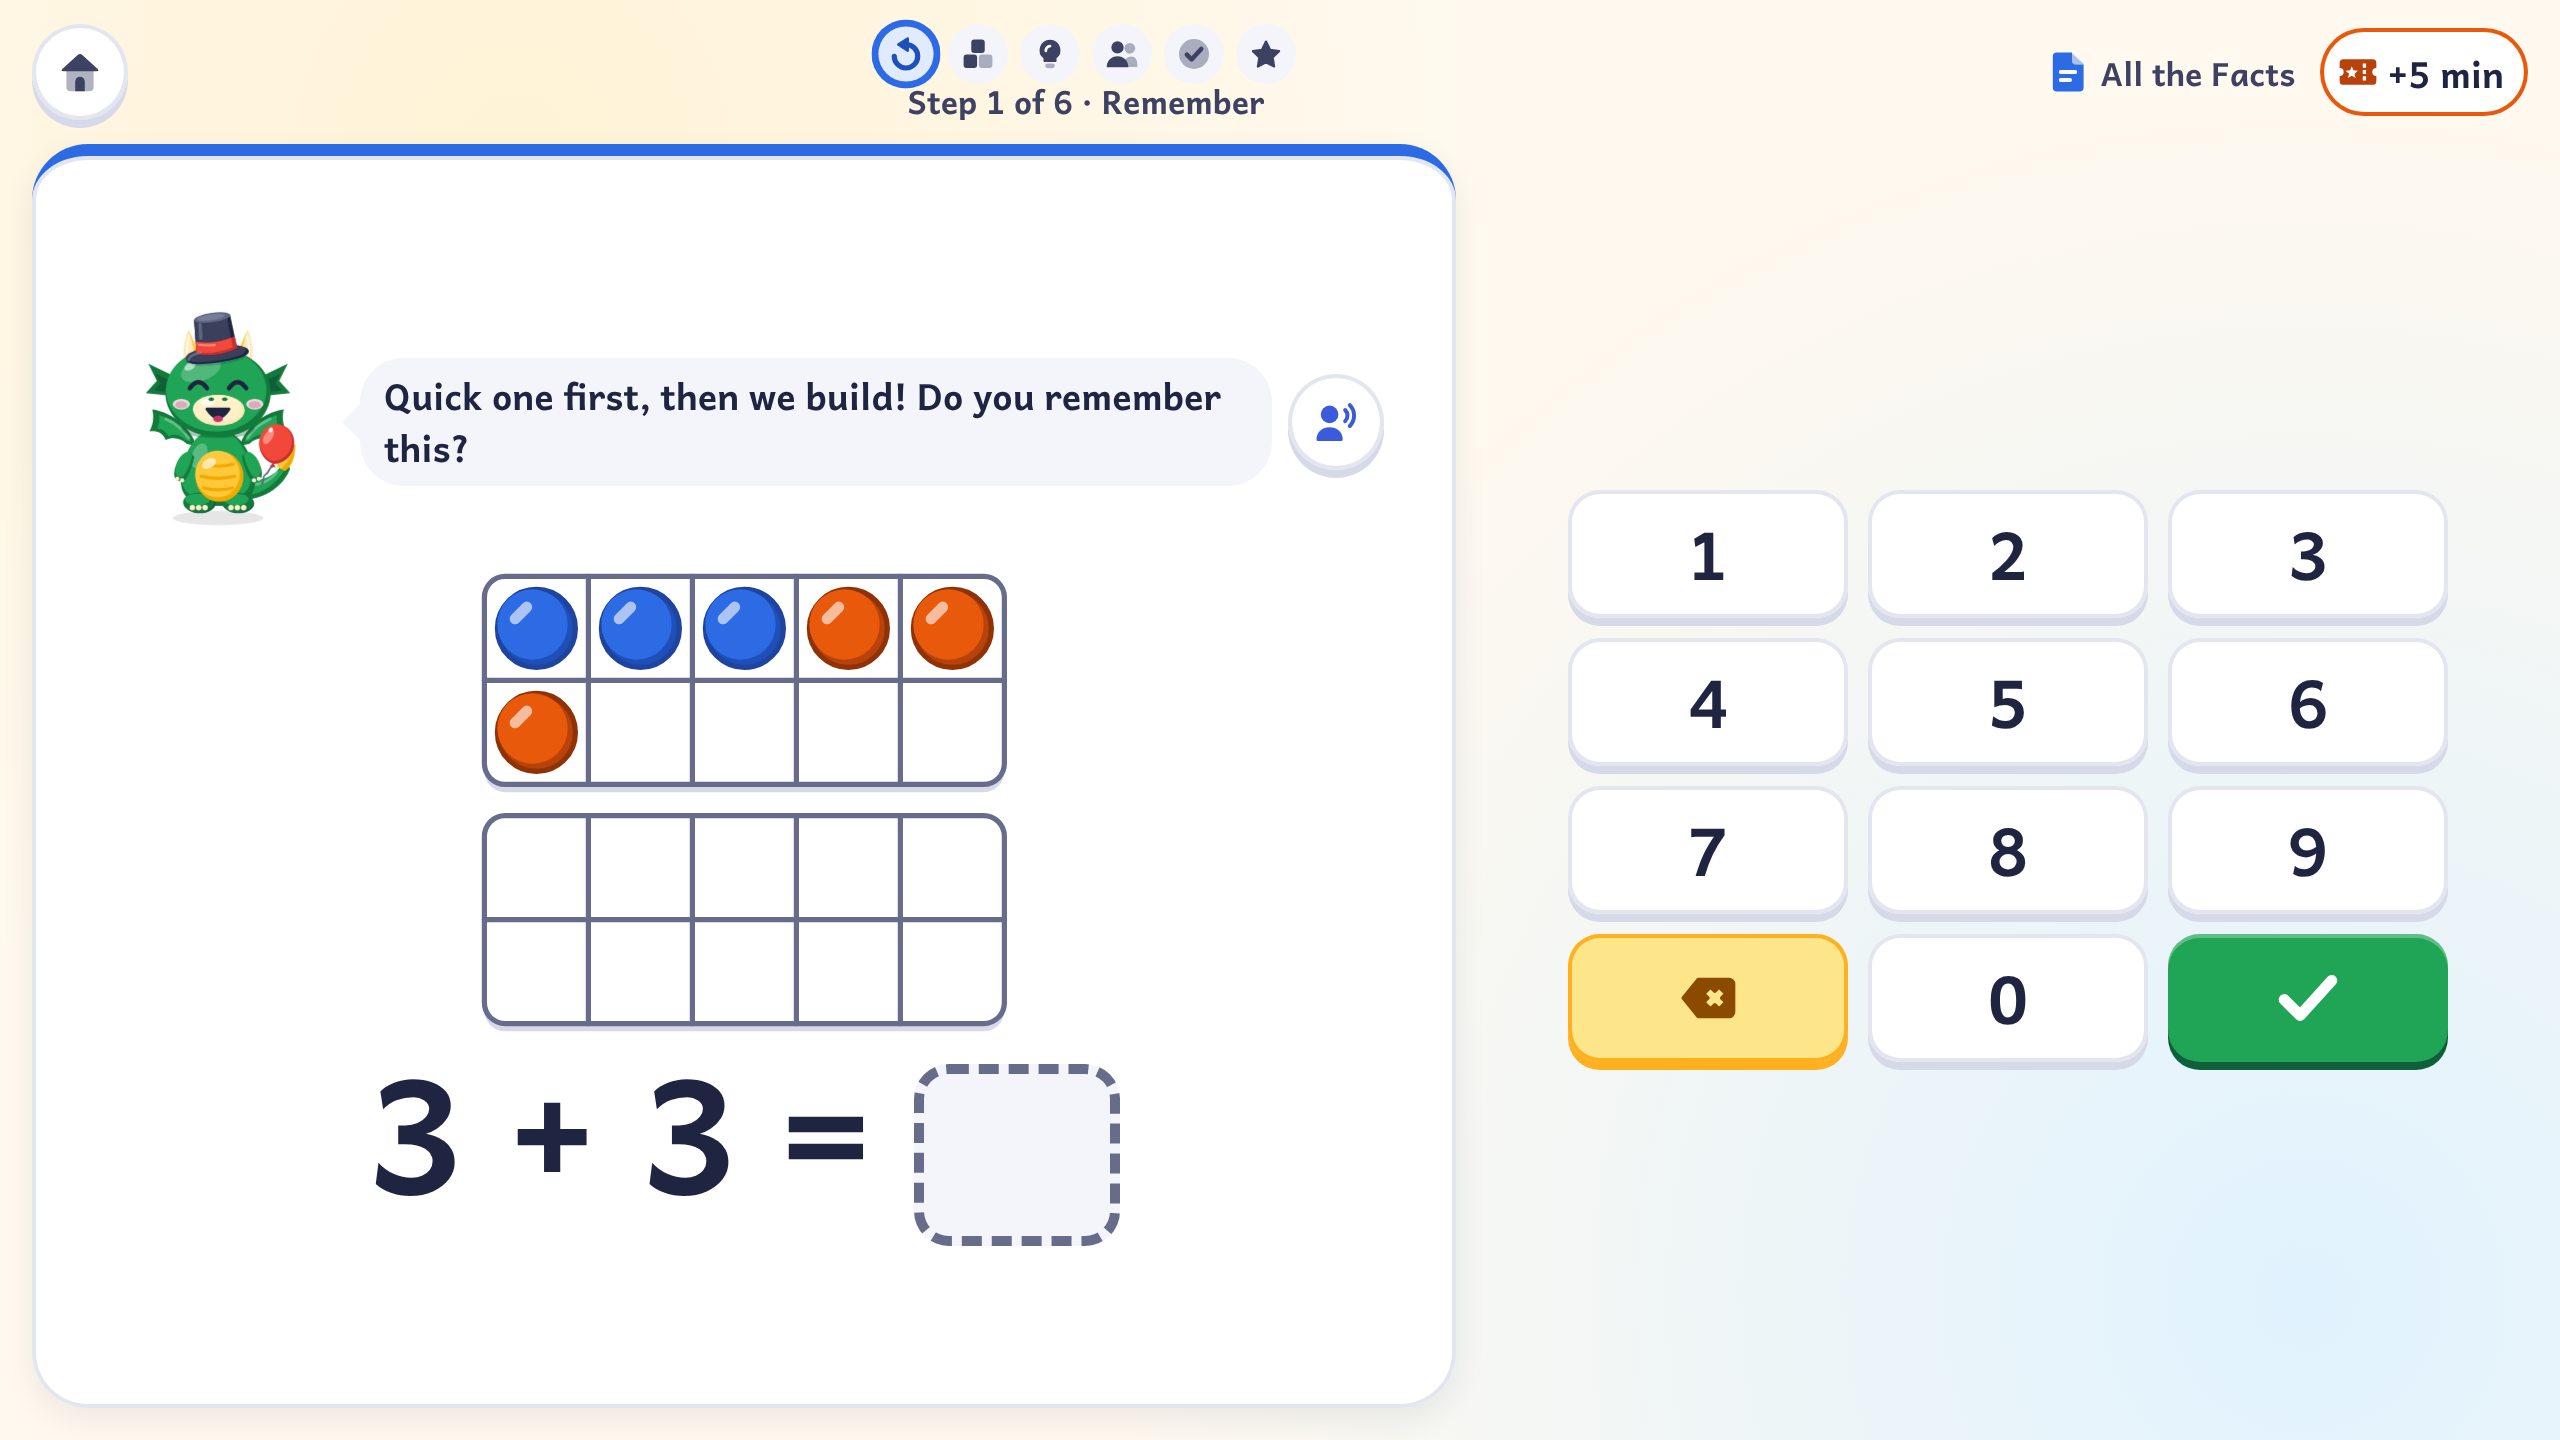 Step 1 of 6 · Remember
All the Facts
+5 min
Quick one first, then we build! Do you remember
this?
3 + 3 =
1 2 3
4 5 6
7 8 9
0